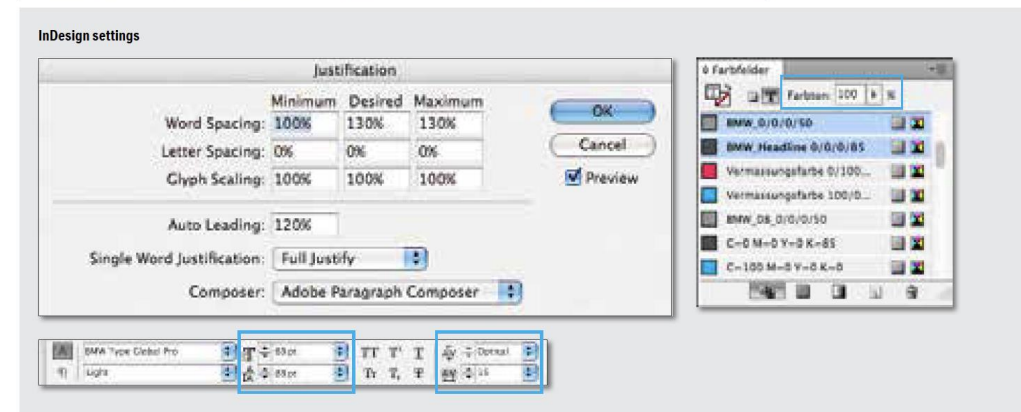 InDesign settings
Justification
Minimum Desired Maximum
Word Spacing: 100% 130% 130%
Letter Spacing: 0% 0% 0%
Glyph Scaling: 100% 100% 100%
Auto Leading: 120%
Single Word Justification: Full Justify
Composer: Adobe Paragraph Composer
OK
Cancel
Preview
Farbfelder
Farbton: 100 %
BMW_0/0/0/50
BMW_Headline 0/0/0/85
Vermassungsfarbe 0/100...
Vermassungsfarbe 100/0...
BMW_DB_0/0/0/50
C=0 M=0 Y=0 K=85
C=100 M=0 Y=0 K=0
BMW Type Global Pro
Light
Optical